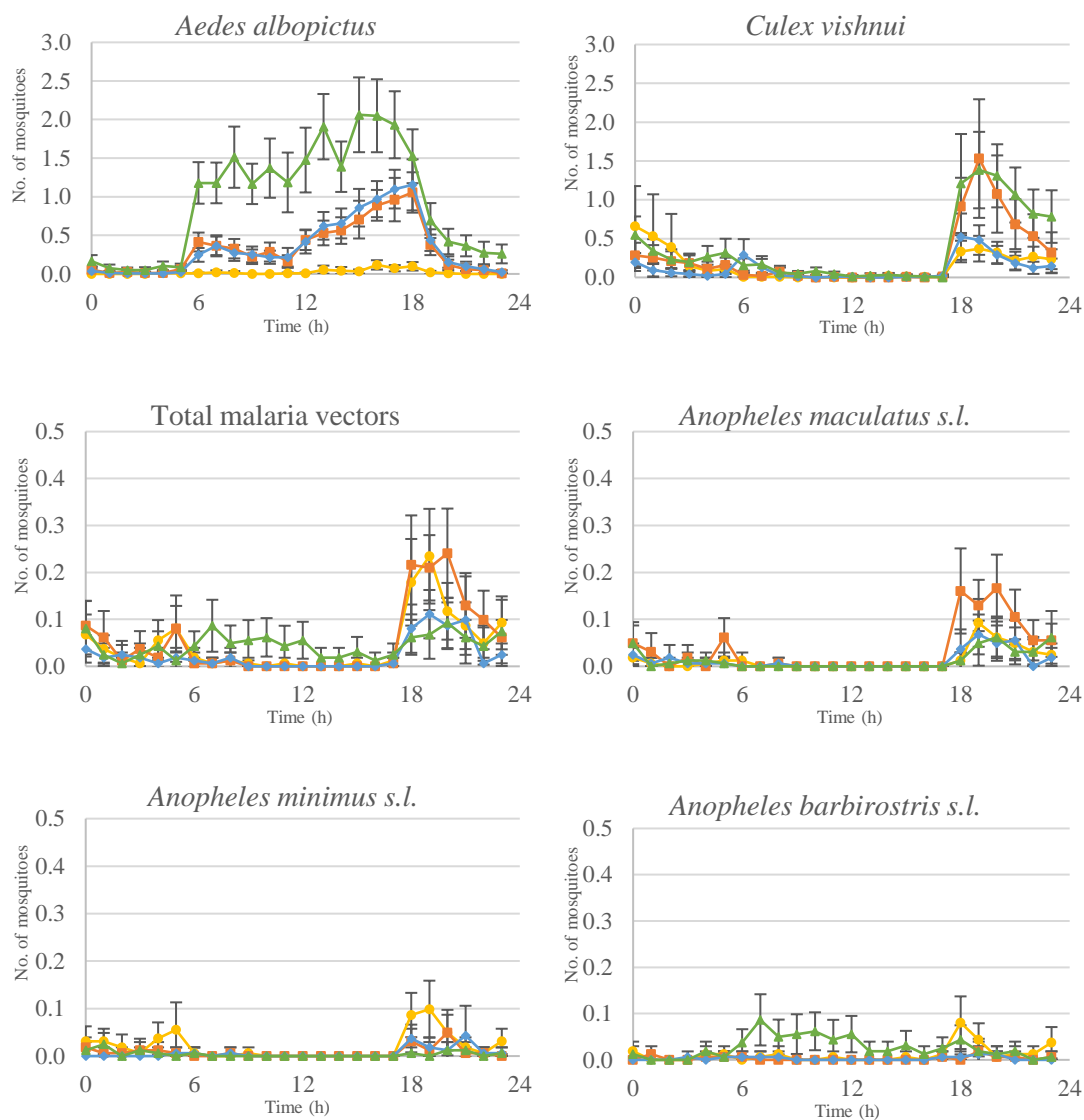 Aedes albopictus
No. of mosquitoes
3.0
2.5
2.0
1.5
1.0
0.5
0.0
0 6 12 18 24
Time (h)
Culex vishnui
No. of mosquitoes
3.0
2.5
2.0
1.5
1.0
0.5
0.0
0 6 12 18 24
Time (h)
Total malaria vectors
No. of mosquitoes
0.5
0.4
0.3
0.2
0.1
0.0
0 6 12 18 24
Time (h)
Anopheles maculatus s.l.
No. of mosquitoes
0.5
0.4
0.3
0.2
0.1
0.0
0 6 12 18 24
Time (h)
Anopheles minimus s.l.
No. of mosquitoes
0.5
0.4
0.3
0.2
0.1
0.0
0 6 12 18 24
Time (h)
Anopheles barbirostris s.l.
No. of mosquitoes
0.5
0.4
0.3
0.2
0.1
0.0
0 6 12 18 24
Time (h)